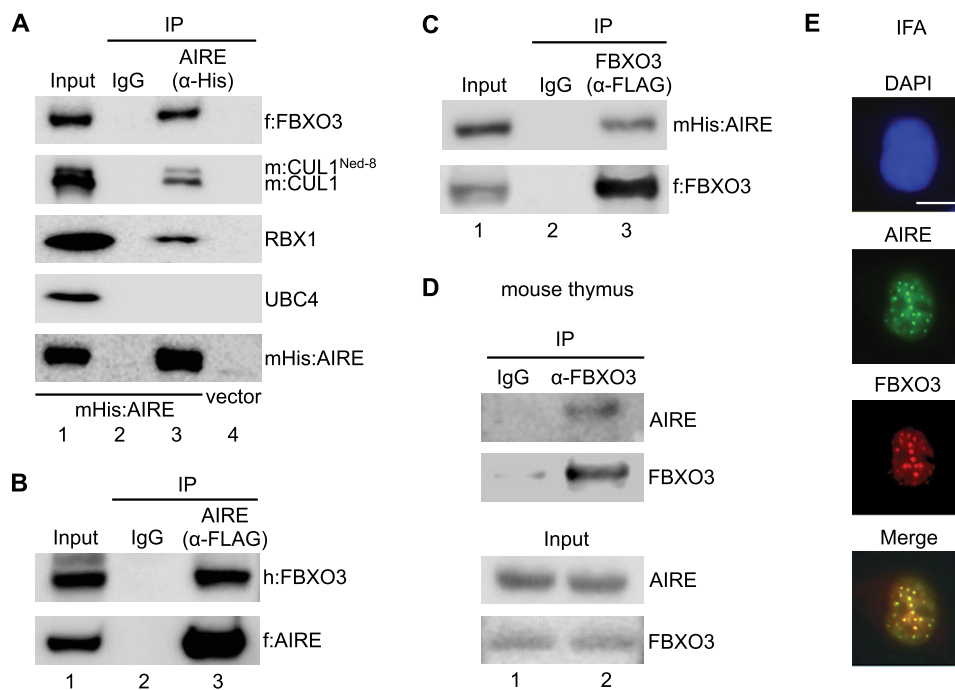 A
IP
AIRE
Input IgG (α-His)
f:FBXO3
m:CUL1Ned-8
m:CUL1
RBX1
UBC4
mHis:AIRE
mHis:AIRE vector
1 2 3 4
B
IP
AIRE
Input IgG (α-FLAG)
h:FBXO3
f:AIRE
1 2 3
C
IP
FBXO3
Input IgG (α-FLAG)
mHis:AIRE
f:FBXO3
1 2 3
D
mouse thymus
IP
IgG α-FBXO3
AIRE
FBXO3
Input
AIRE
FBXO3
1 2
E
IFA
DAPI
AIRE
FBXO3
Merge